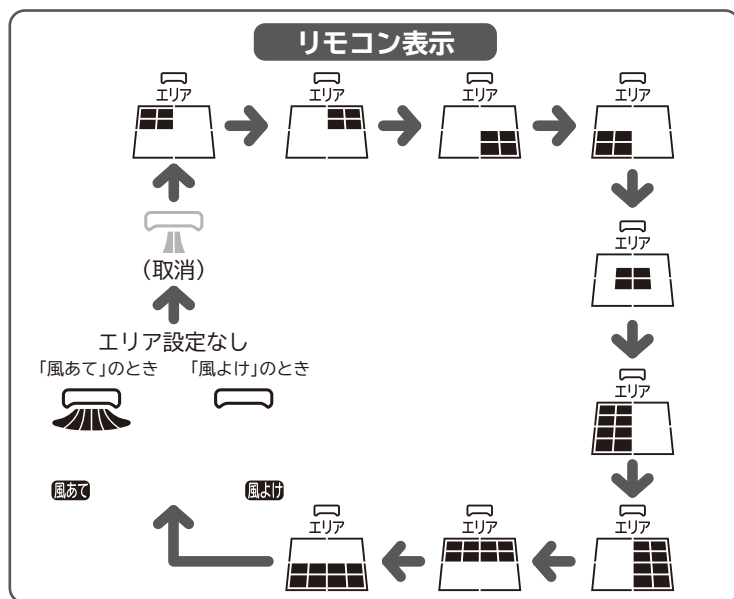 リモコン表示
エリア
エリア
エリア
エリア
エリア
エリア
エリア
エリア
エリア
(取消)
エリア設定なし
「風あて」のとき
「風よけ」のとき
風あて
風よけ